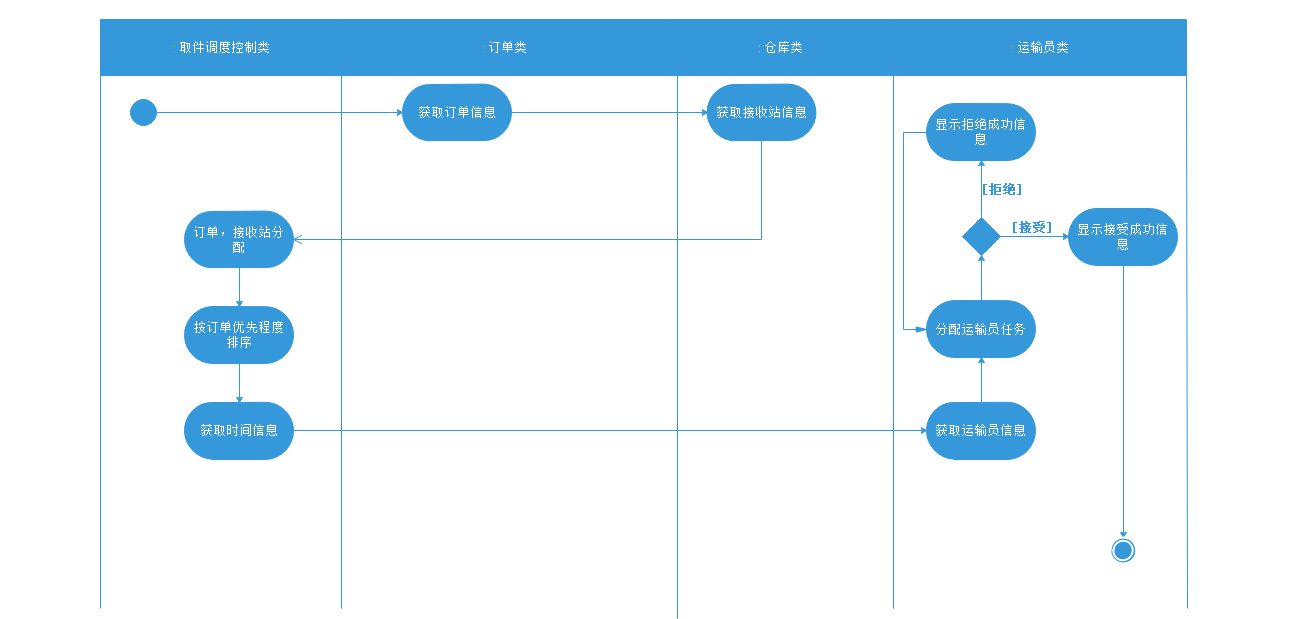 : 取件调度控制类
: 订单类
: 仓库类
: 运输员类
获取订单信息
获取接收站信息
显示拒绝成功信
息
[拒绝]
[接受]
显示接受成功信
息
订单，接收站分
配
按订单优先程度
排序
分配运输员任务
获取时间信息
获取运输员信息